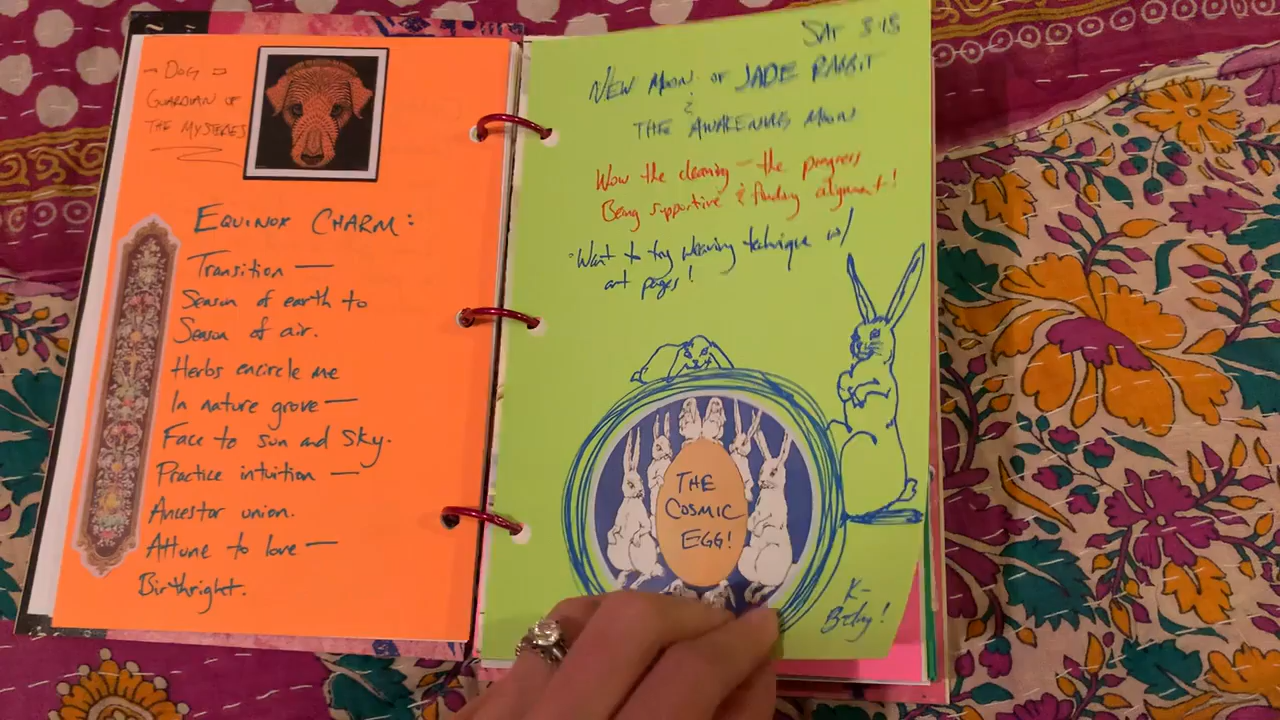 DOG
GUARDIAN OF
THE MYSTERIES
EQUINOX CHARM:
Transition —
Season of earth to
Season of air.
Herbs encircle me
In nature grove —
Face to sun and sky.
Practice intuition —
Ancestor union.
Attune to love —
Birthright.
SAT 3.13
NEW MOON OF JADE RABBIT
&
THE AWAKENING MOON
Wow the cleaning — the progress
Being supportive & finding alignment!
Want to try weaving technique w/
art pages!
THE
COSMIC
EGG!
K-